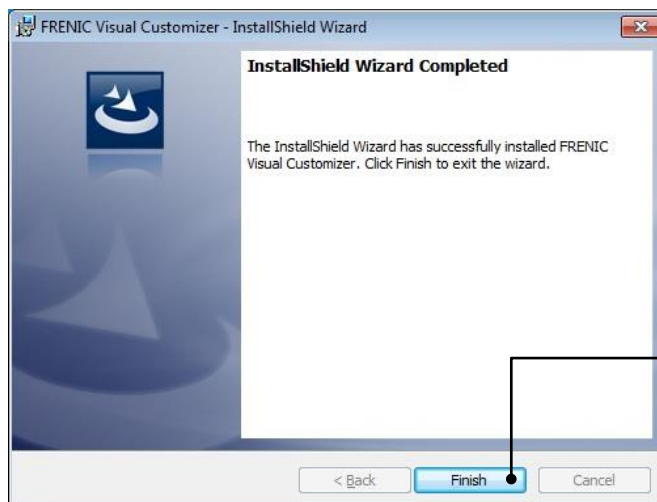 FRENIC Visual Customizer - InstallShield Wizard
InstallShield Wizard Completed
The InstallShield Wizard has successfully installed FRENIC
Visual Customizer. Click Finish to exit the wizard.
< Back
Finish
Cancel